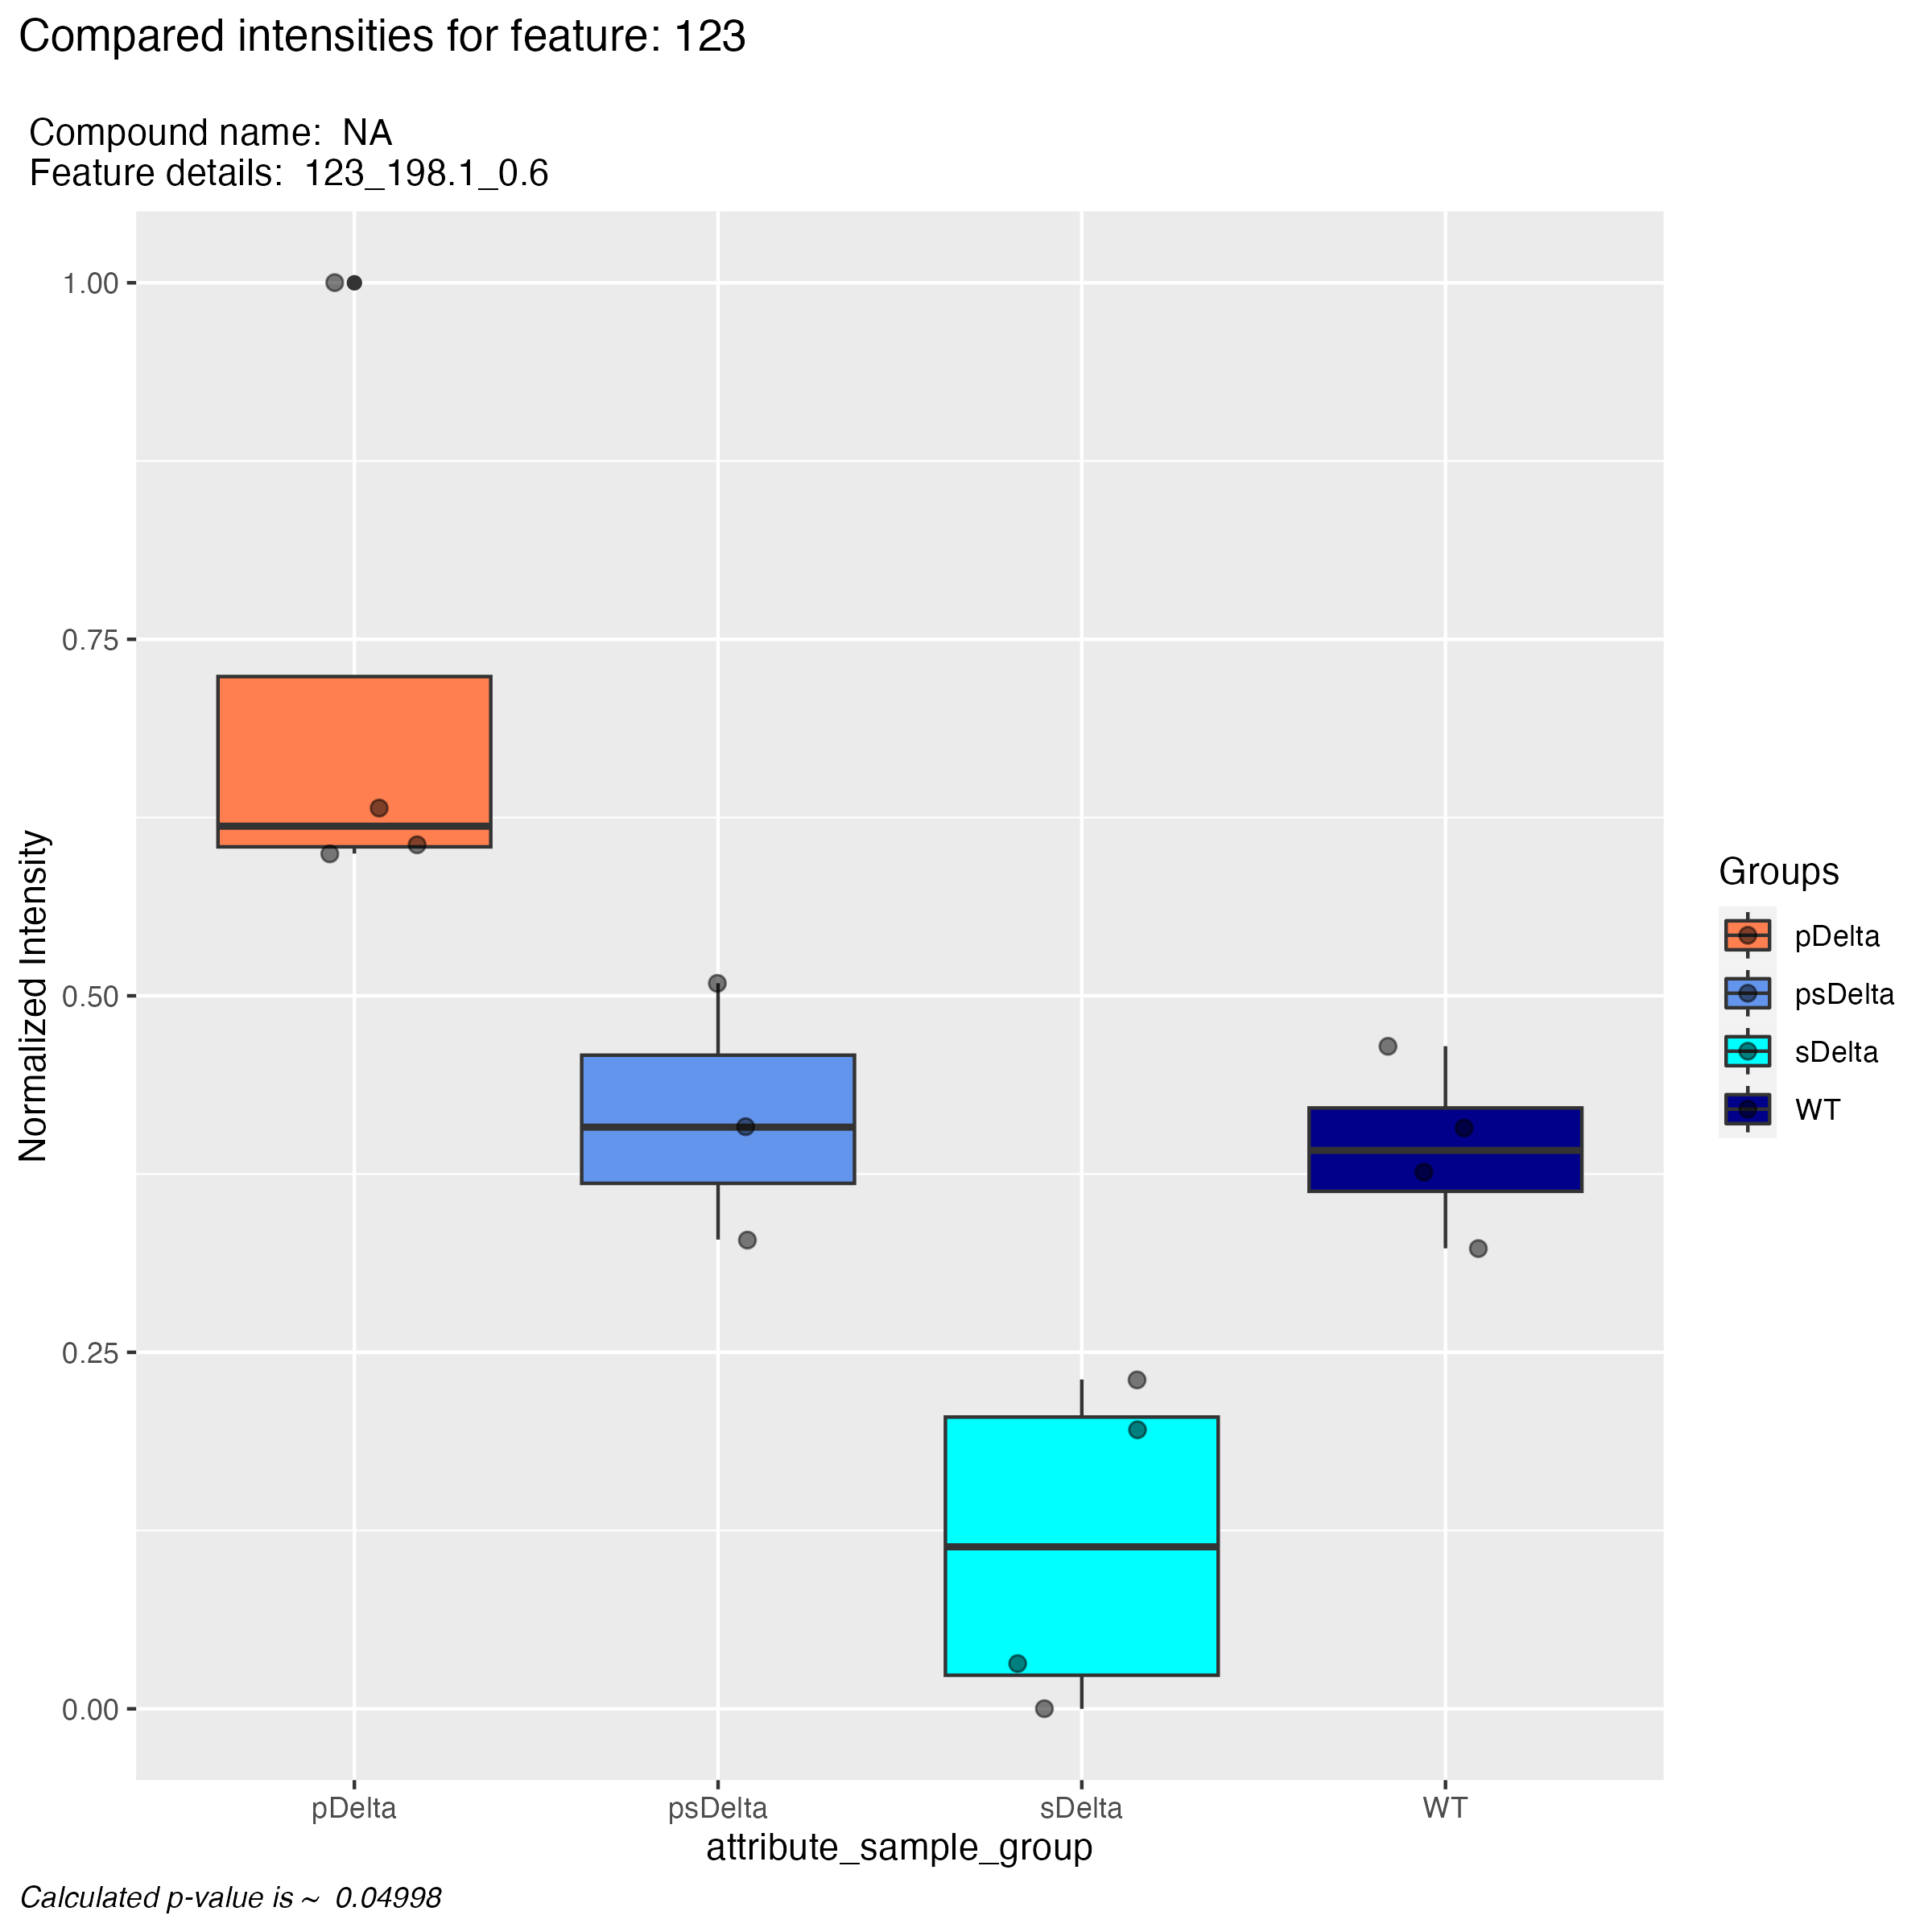 Compared intensities for feature: 123
Compound name:  NA
Feature details:  123_198.1_0.6
1.00
0.75
0.50
0.25
0.00
Normalized Intensity
pDelta
psDelta
sDelta
WT
attribute_sample_group
Groups
pDelta
psDelta
sDelta
WT
Calculated p-value is ~  0.04998